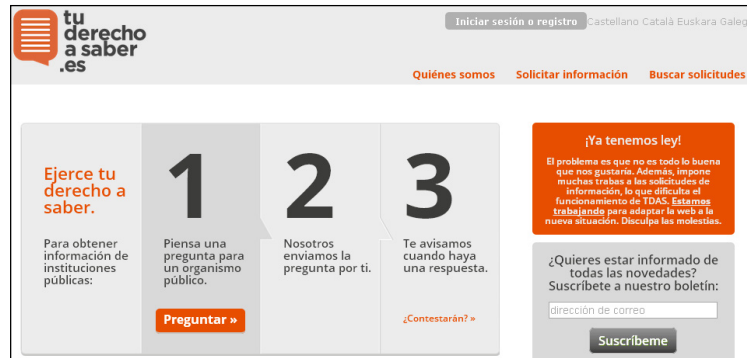 tu
derecho
a saber
.es
Iniciar sesión o registro Castellano Català Euskara Galeg
Quiénes somos Solicitar información Buscar solicitudes
Ejerce tu
derecho a
saber.
Para obtener
información de
instituciones
públicas:
1
Piensa una
pregunta para
un organismo
público.
Preguntar »
2
Nosotros
enviamos la
pregunta por ti.
3
Te avisamos
cuando haya
una respuesta.
¿Contestarán? »
¡Ya tenemos ley!
El problema es que no es todo lo buena
que nos gustaría. Además, impone
muchas trabas a las solicitudes de
información, lo que dificulta el
funcionamiento de TDAS. Estamos
trabajando para adaptar la web a la
nueva situación. Disculpa las molestias.
¿Quieres estar informado de
todas las novedades?
Suscríbete a nuestro boletín:
dirección de correo
Suscríbeme